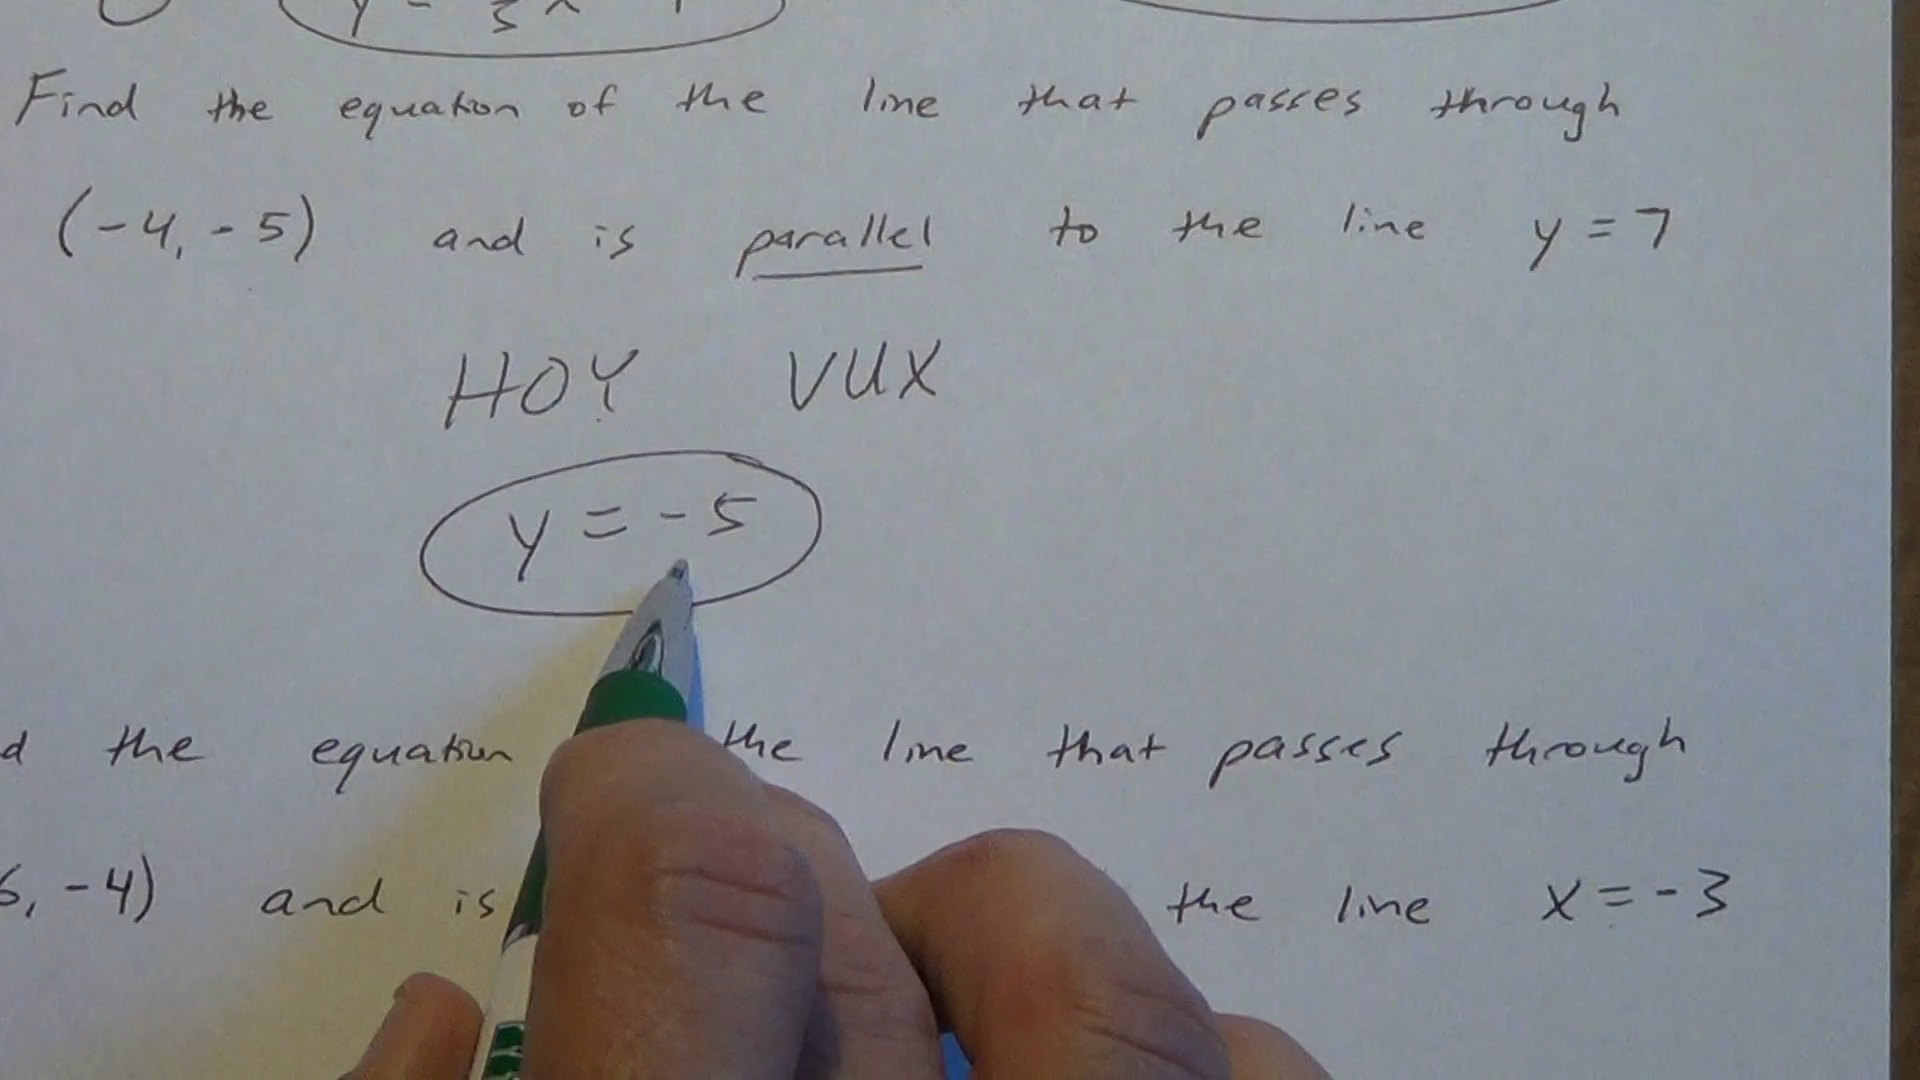 Find the equation of the line that passes through
(-4, -5) and is parallel to the line y = 7
HOY VUX
y = -5
the equation the line that passes through
, -4) and is the line x = -3